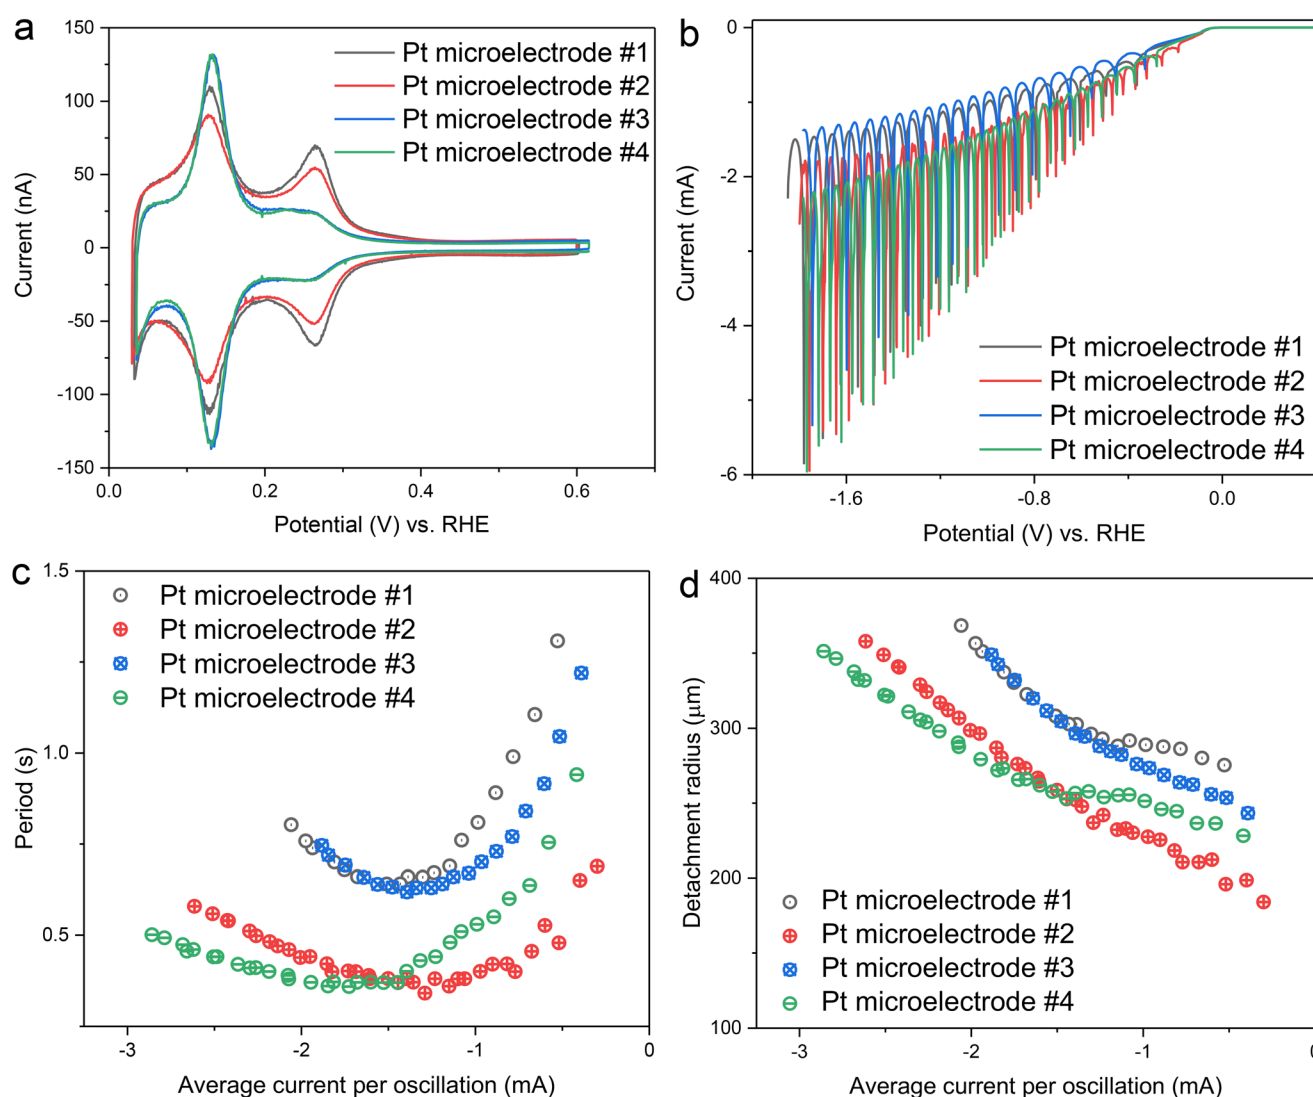 a
150
100
50
0
-50
-100
-150
Current (nA)
Pt microelectrode #1
Pt microelectrode #2
Pt microelectrode #3
Pt microelectrode #4
0.0
0.2
0.4
0.6
Potential (V) vs. RHE
b
0
-2
-4
-6
Current (mA)
Pt microelectrode #1
Pt microelectrode #2
Pt microelectrode #3
Pt microelectrode #4
-1.6
-0.8
0.0
Potential (V) vs. RHE
c
1.5
1.0
0.5
Period (s)
Pt microelectrode #1
Pt microelectrode #2
Pt microelectrode #3
Pt microelectrode #4
-3
-2
-1
0
Average current per oscillation (mA)
d
400
300
200
100
Detachment radius (μm)
Pt microelectrode #1
Pt microelectrode #2
Pt microelectrode #3
Pt microelectrode #4
-3
-2
-1
Average current per oscillation (mA)